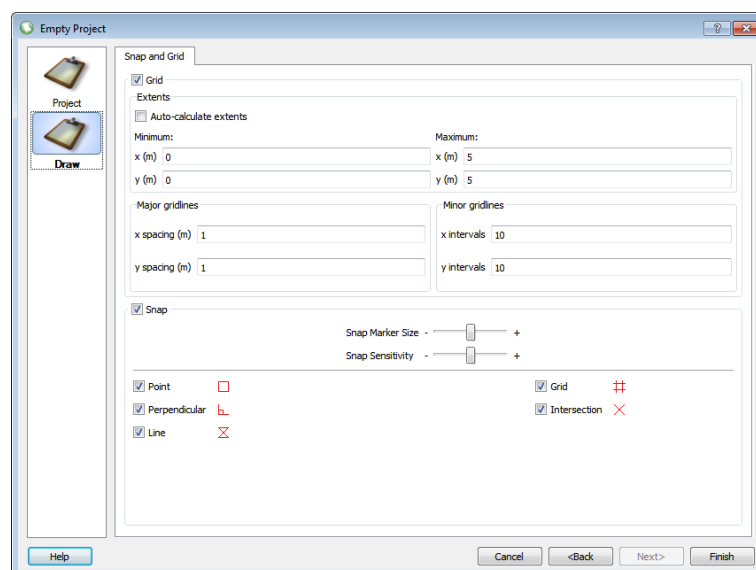 Empty Project
Project
Draw
Snap and Grid
Grid
Extents
Auto-calculate extents
Minimum: Maximum:
x (m) 0 x (m) 5
y (m) 0 y (m) 5
Major gridlines Minor gridlines
x spacing (m) 1 x intervals 10
y spacing (m) 1 y intervals 10
Snap
Snap Marker Size - +
Snap Sensitivity - +
Point Grid
Perpendicular Intersection
Line
Help Cancel <Back Next> Finish